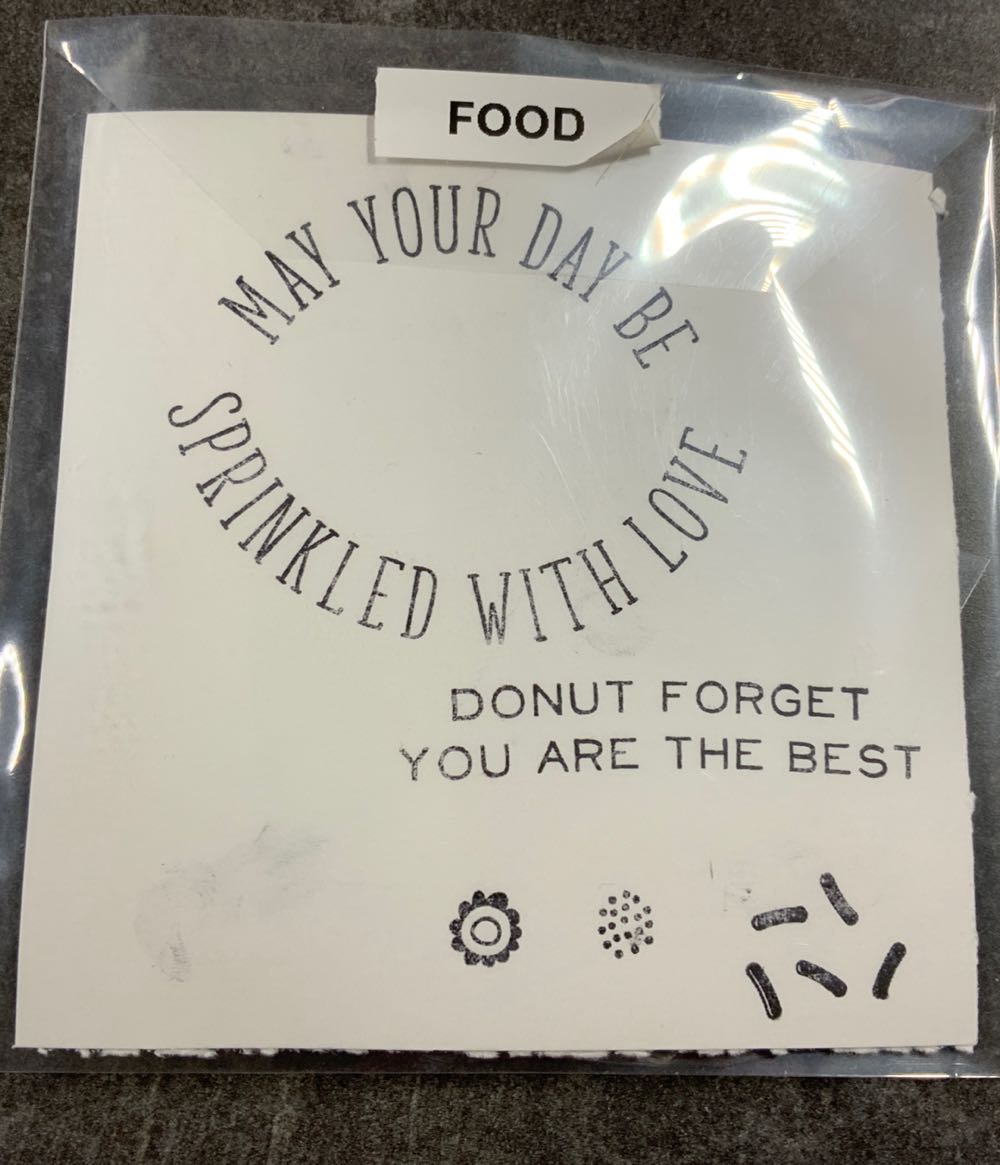 FOOD
MAY YOUR DAY BE
SPRINKLED WITH LOVE
DONUT FORGET
YOU ARE THE BEST